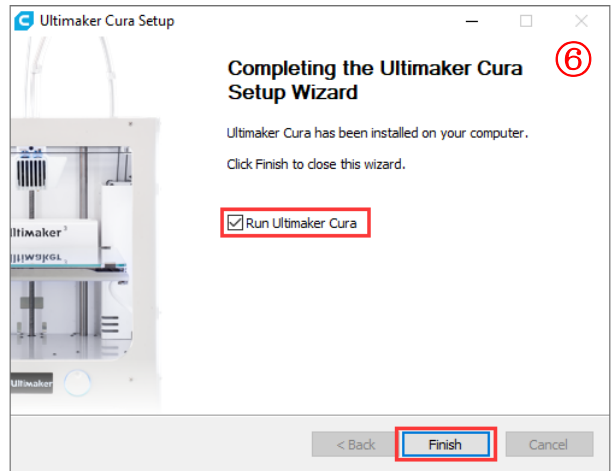 Ultimaker Cura Setup
⑥
Completing the Ultimaker Cura
Setup Wizard
Ultimaker Cura has been installed on your computer.
Click Finish to close this wizard.
Run Ultimaker Cura
Ultimaker
< Back
Finish
Cancel